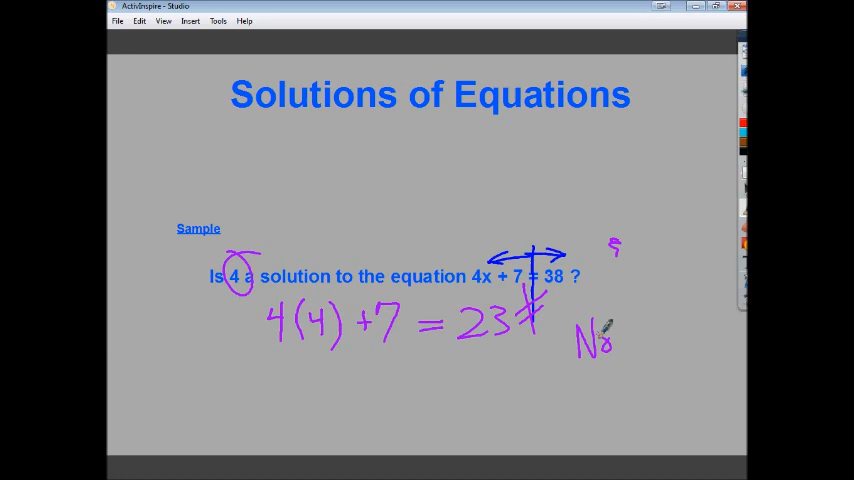 ActivInspire - Studio
File Edit View Insert Tools Help
Solutions of Equations
Sample
Is 4 a solution to the equation 4x + 7 = 38 ?
4(4) +7 = 23 ≠
No